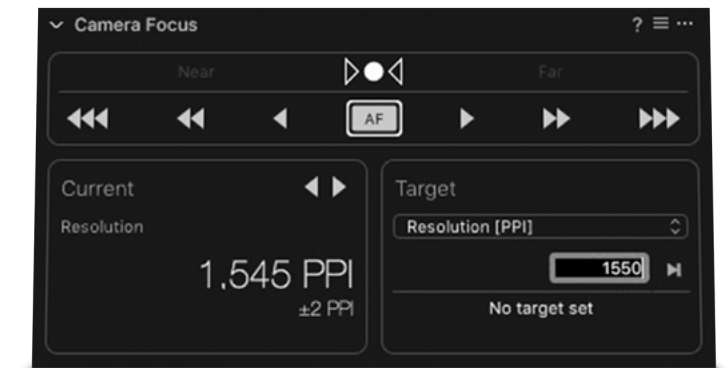 Camera Focus ? ...
Near Far
AF
Current
Resolution
1.545 PPI
±2 PPI
Target
Resolution [PPI]
1550
No target set